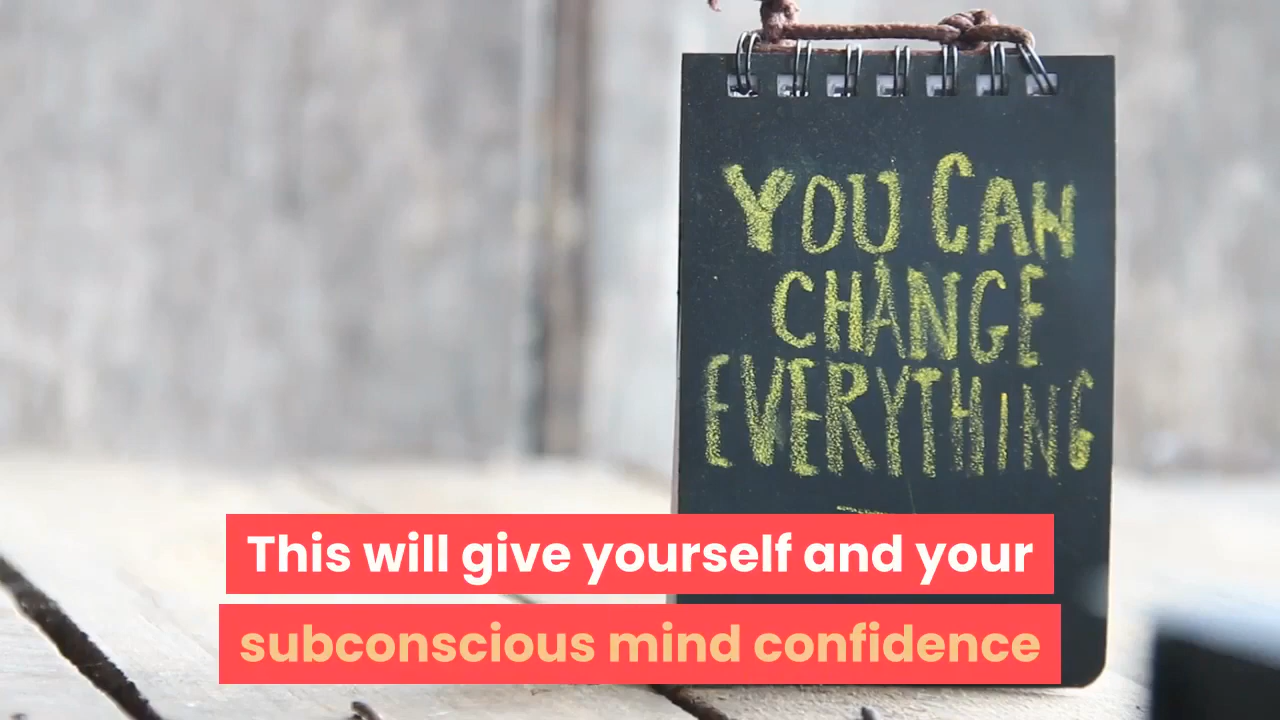 YOU CAN
CHANGE
EVERYTHING
This will give yourself and your
subconscious mind confidence